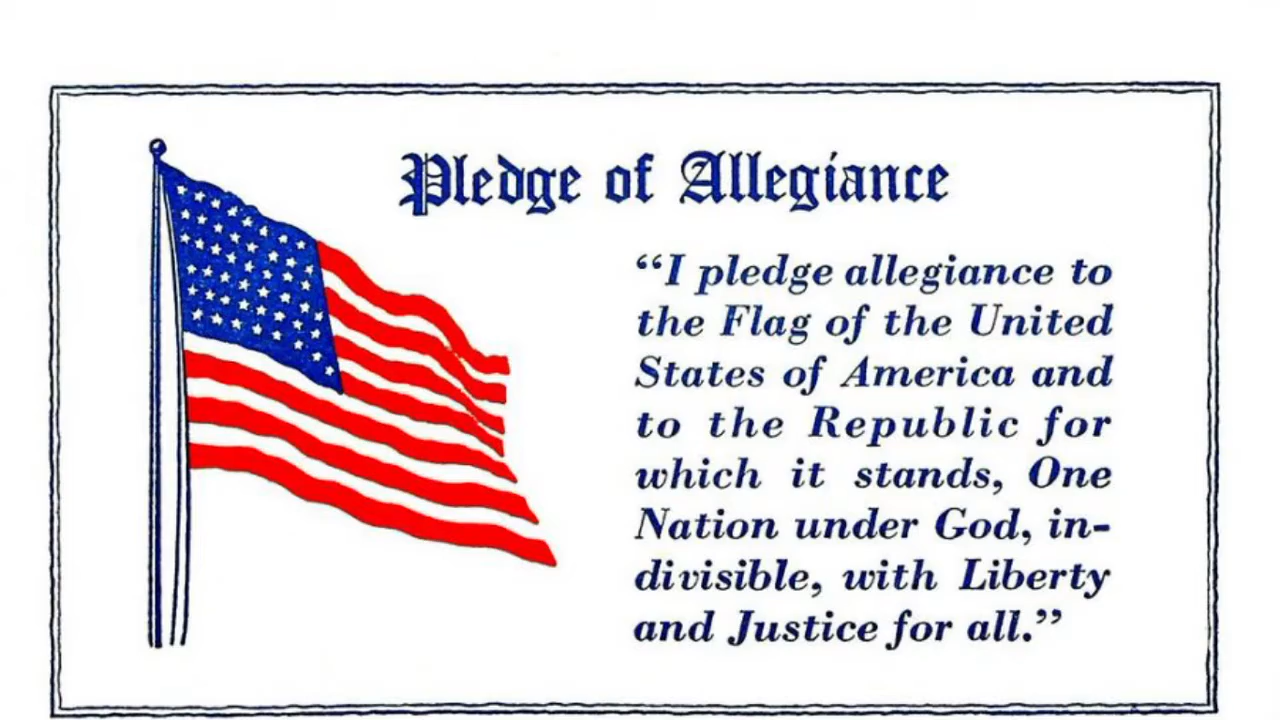 Pledge of Allegiance
“I pledge allegiance to
the Flag of the United
States of America and
to the Republic for
which it stands, One
Nation under God, in-
divisible, with Liberty
and Justice for all.”